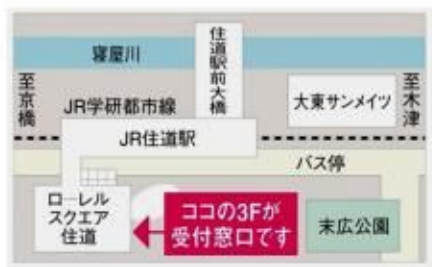 寝屋川
住道駅前大橋
至京橋
JR学研都市線
大東サンメイツ
至木津
JR住道駅
バス停
ローレル
スクエア
住道
ココの3Fが
受付窓口です
末広公園